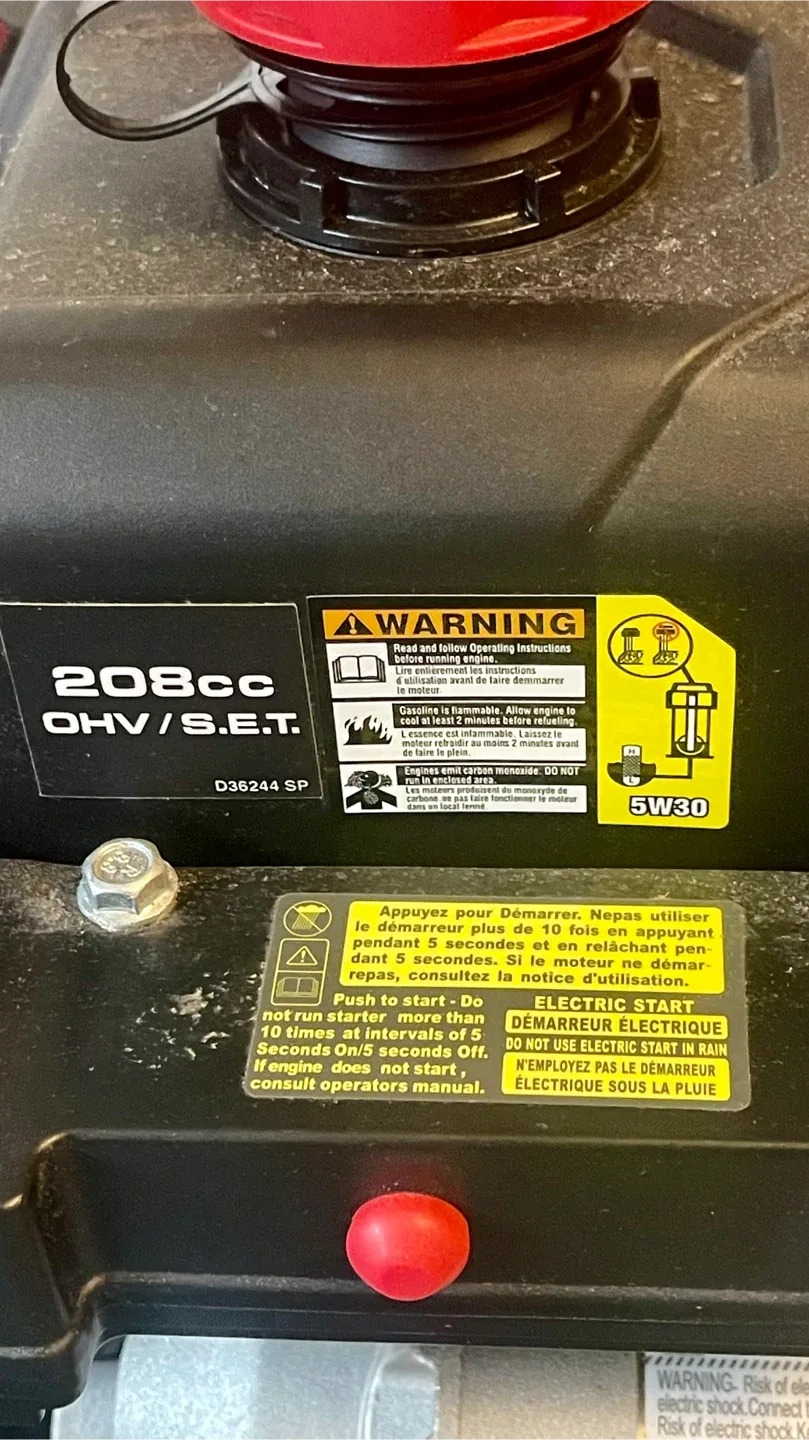 208cc
OHV / S.E.T.
D36244 SP
WARNING
Read and follow Operating Instructions
before running engine.
Lire entièrement les instructions
d'utilisation avant de faire demmarrer
le moteur
Gasoline is flammable. Allow engine to
cool at least 2 minutes before refueling.
L essence est inflammable. Laissez le
moteur refroidir au moins 2 minutes avant
de faire le plein.
Engines emit carbon monoxide. DO NOT
run in enclosed area.
Les moteurs produisent du monoxyde de
carbone. ne pas faire fonctionner le moteur
dans un local fermé.
H
5W30
Appuyez pour Démarrer. Nepas utiliser
le démarreur plus de 10 fois en appuyant
pendant 5 secondes et en relâchant pen-
dant 5 secondes. Si le moteur ne démar-
repas, consultez la notice d'utilisation.
Push to start - Do
not run starter more than
10 times at intervals of 5
Seconds On/5 seconds Off.
If engine does not start,
consult operators manual.
ELECTRIC START
DÉMARREUR ÉLECTRIQUE
DO NOT USE ELECTRIC START IN RAIN
N'EMPLOYEZ PAS LE DÉMARREUR
ÉLECTRIQUE SOUS LA PLUIE
WARNING- Risk of ele
electric shock.Connect
Risk of electric shock.K